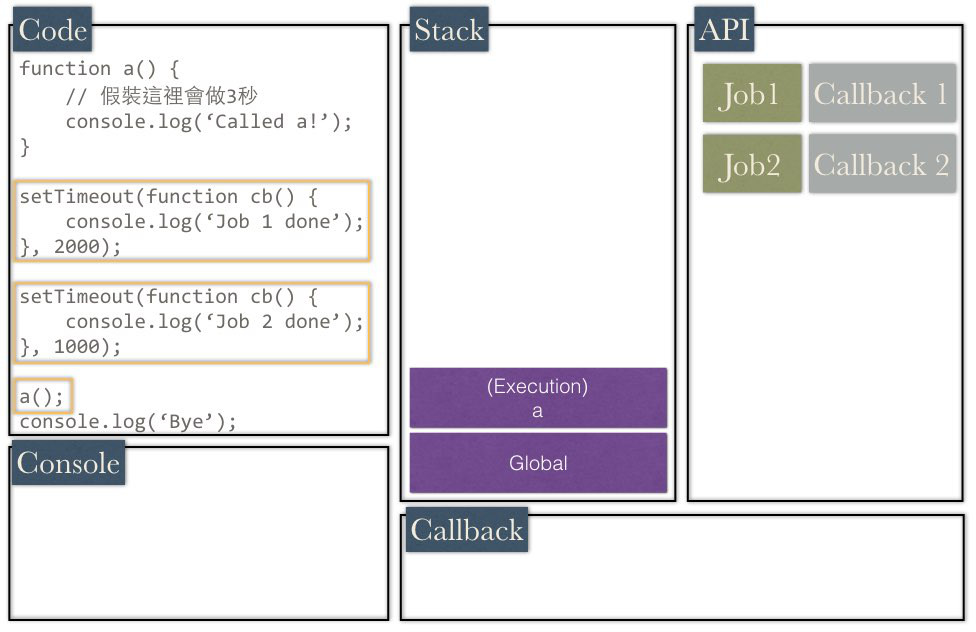 Code
function a() {
    // 假裝這裡會做3秒
    console.log(‘Called a!’);
}
setTimeout(function cb() {
    console.log(‘Job 1 done’);
}, 2000);
setTimeout(function cb() {
    console.log(‘Job 2 done’);
}, 1000);
a();
console.log(‘Bye’);
Console
Stack
(Execution)
a
Global
API
Job1
Callback 1
Job2
Callback 2
Callback